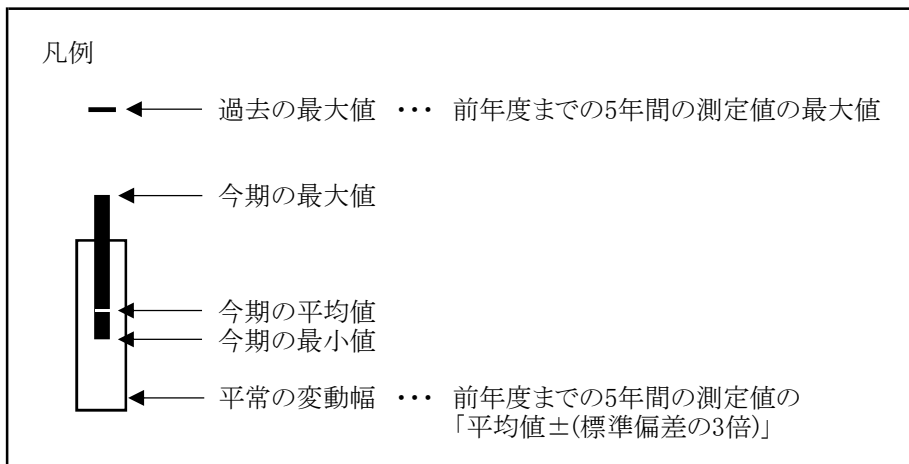 凡例
過去の最大値 ・・・ 前年度までの5年間の測定値の最大値
今期の最大値
今期の平均値
今期の最小値
平常の変動幅 ・・・ 前年度までの5年間の測定値の
「平均値±(標準偏差の3倍)」